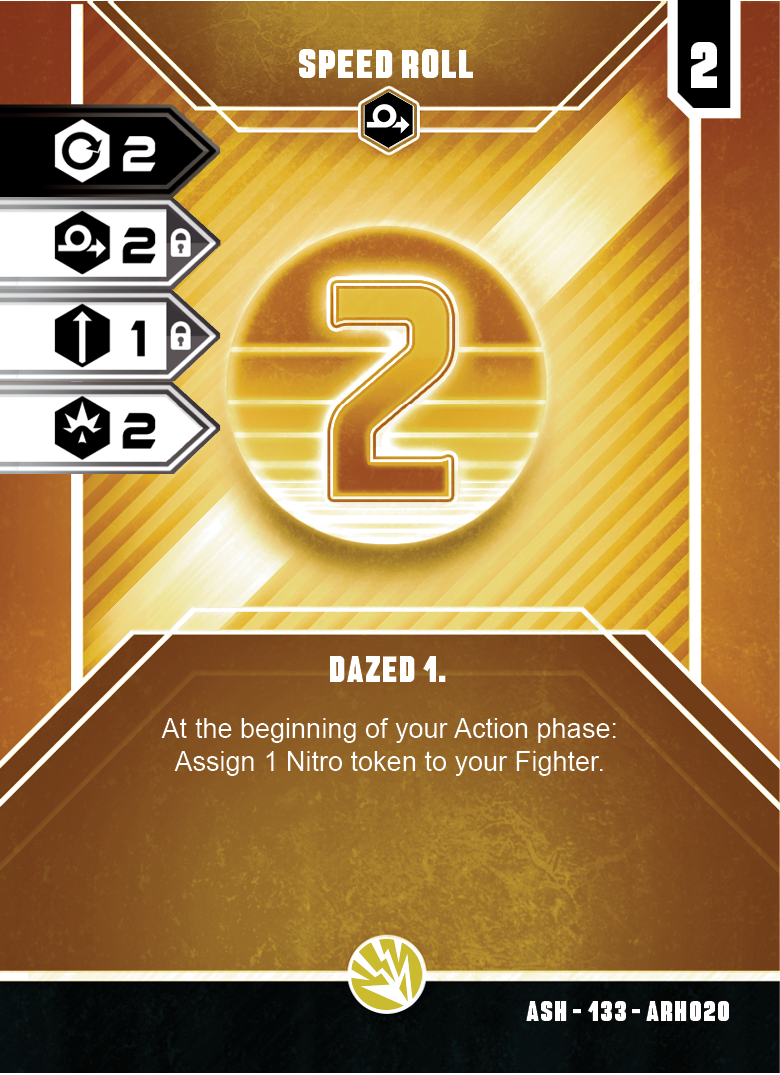 SPEED ROLL
2
2
2
1
2
2
DAZED 1.
At the beginning of your Action phase:
Assign 1 Nitro token to your Fighter.
ASH - 133 - ARH020